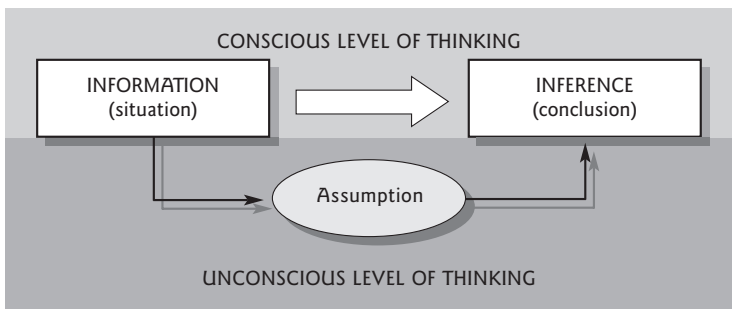 CONSCIOUS LEVEL OF THINKING
INFORMATION
(situation)
INFERENCE
(conclusion)
Assumption
UNCONSCIOUS LEVEL OF THINKING